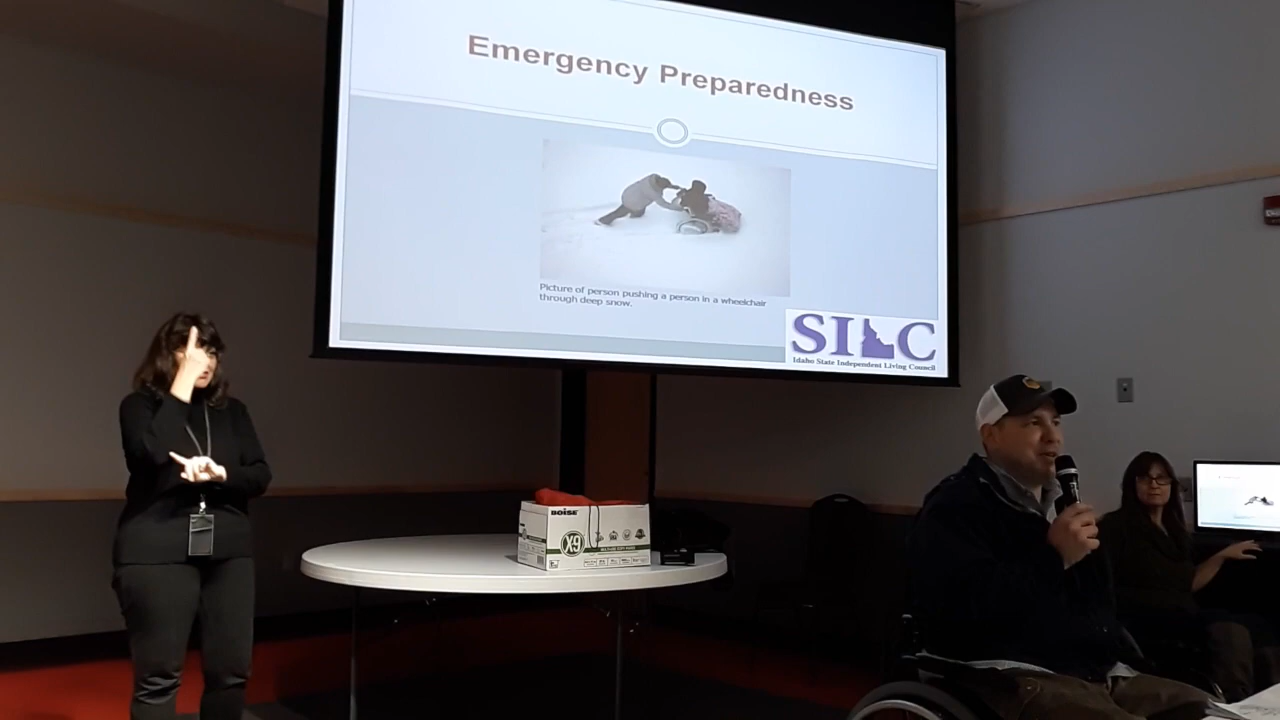 Emergency Preparedness
Picture of person pushing a person in a wheelchair
through deep snow.
SILC
Idaho State Independent Living Council
BOISE
X-9